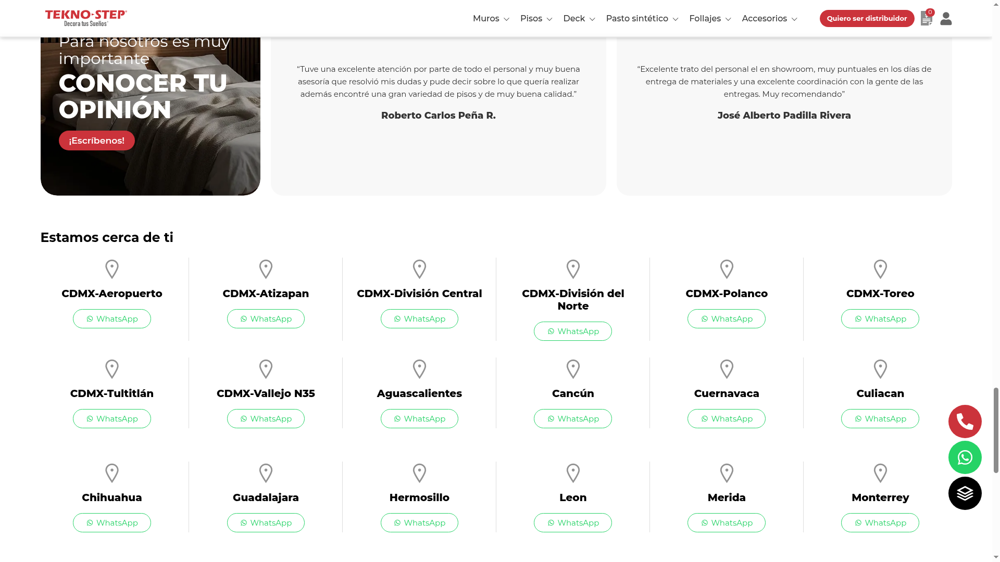 TEKNO STEP
Decora tus Sueños
Muros
Pisos
Deck
Pasto sintético
Follajes
Accesorios
Quiero ser distribuidor
0
Para nosotros es muy
importante
CONOCER TU
OPINIÓN
¡Escríbenos!
“Tuve una excelente atención por parte de todo el personal y muy buena
asesoría que resolvió mis dudas y pude decir sobre lo que quería realizar
además encontré una gran variedad de pisos y de muy buena calidad.”
Roberto Carlos Peña R.
“Excelente trato del personal el en showroom, muy puntuales en los días de
entrega de materiales y una excelente coordinación con la gente de las
entregas. Muy recomendando”
José Alberto Padilla Rivera
Estamos cerca de ti
CDMX-Aeropuerto
WhatsApp
CDMX-Atizapan
WhatsApp
CDMX-División Central
WhatsApp
CDMX-División del
Norte
WhatsApp
CDMX-Polanco
WhatsApp
CDMX-Toreo
WhatsApp
CDMX-Tultitlán
WhatsApp
CDMX-Vallejo N35
WhatsApp
Aguascalientes
WhatsApp
Cancún
WhatsApp
Cuernavaca
WhatsApp
Culiacan
WhatsApp
Chihuahua
WhatsApp
Guadalajara
WhatsApp
Hermosillo
WhatsApp
Leon
WhatsApp
Merida
WhatsApp
Monterrey
WhatsApp